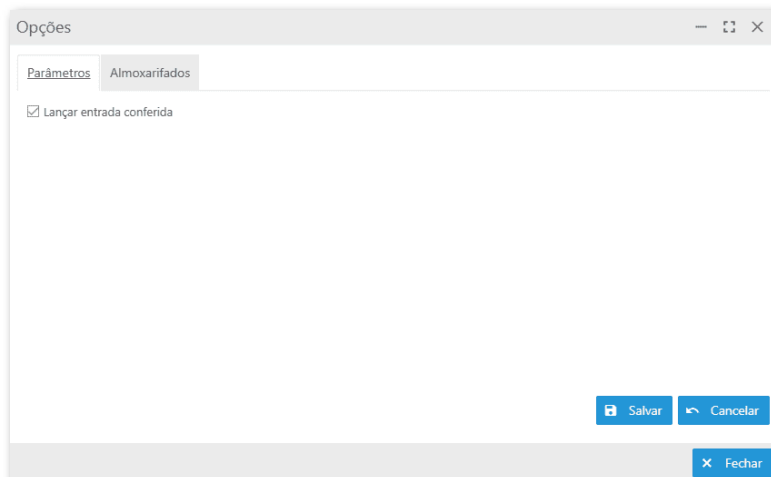 Opções
Parâmetros Almoxarifados
Lançar entrada conferida
Salvar Cancelar
Fechar